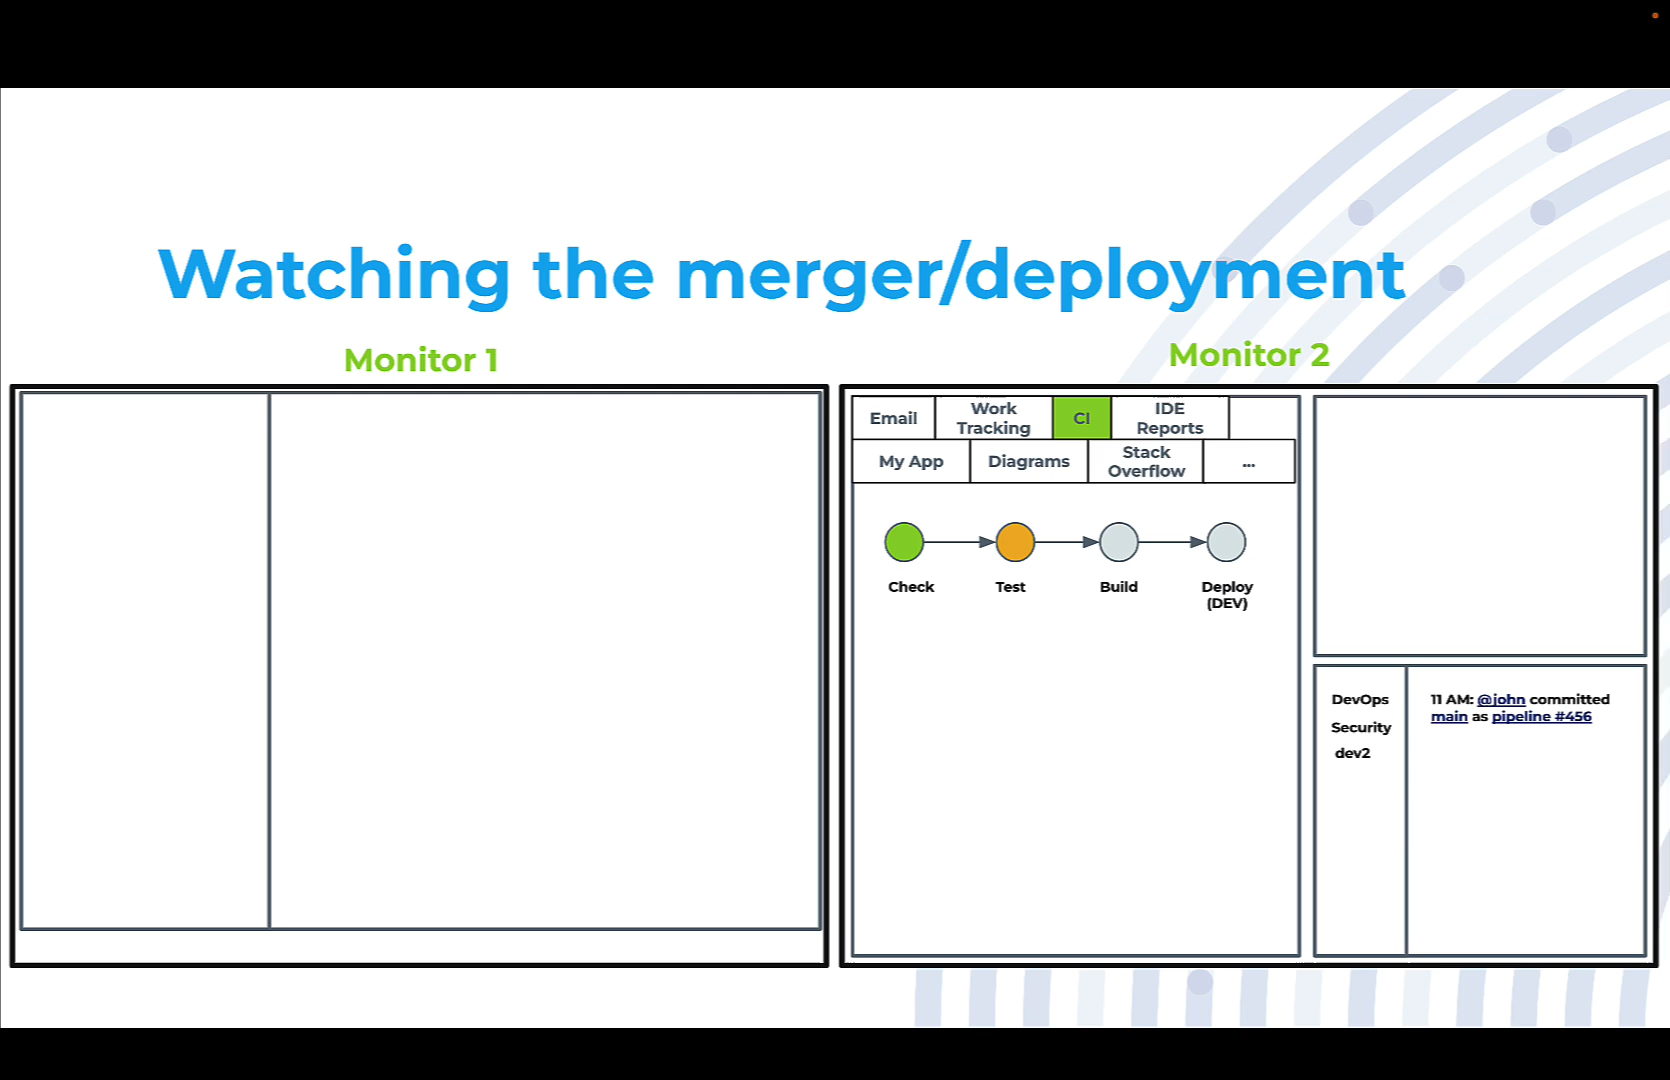 Watching the merger/deployment
Monitor 1
Monitor 2
Email
Work
Tracking
CI
IDE
Reports
My App
Diagrams
Stack
Overflow
...
Check
Test
Build
Deploy
(DEV)
DevOps
Security
dev2
11 AM: @john committed
main as pipeline #456